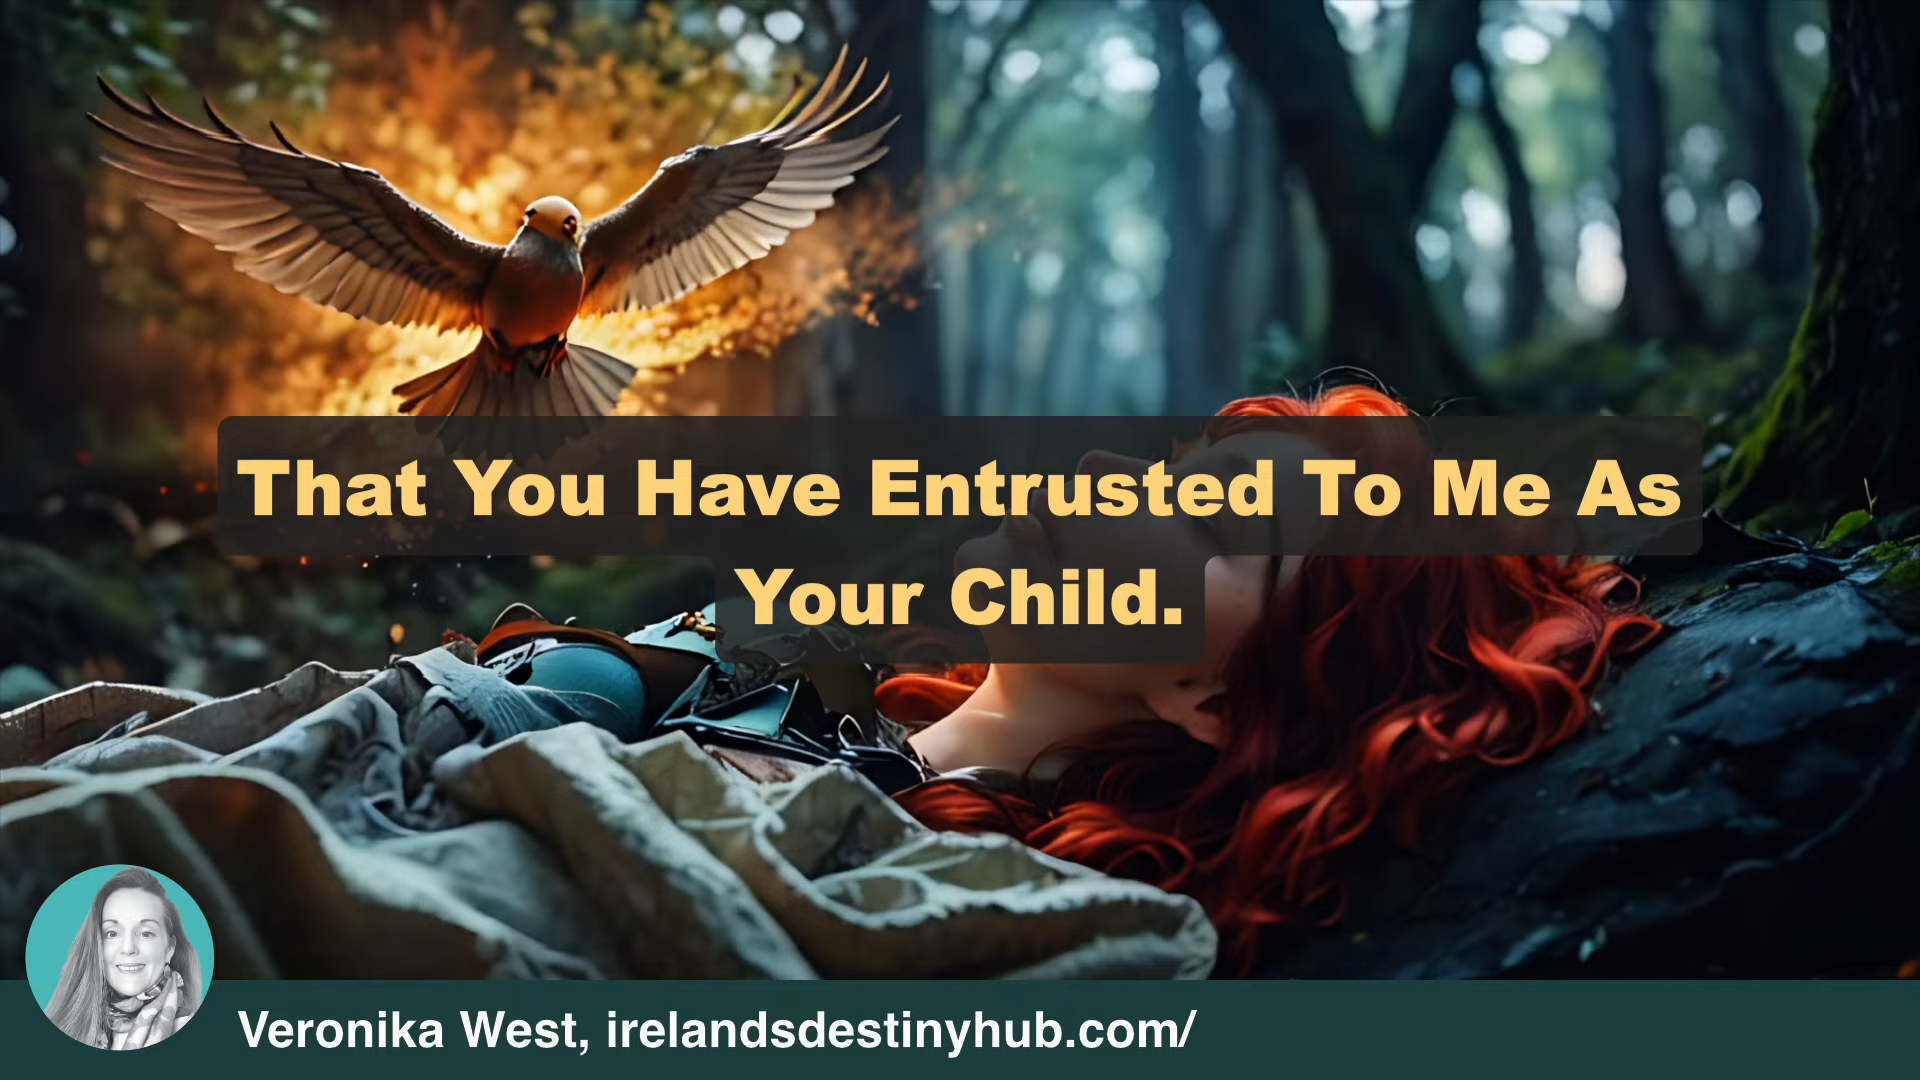 That You Have Entrusted To Me As
Your Child.
Veronika West, irelandsdestinyhub.com/